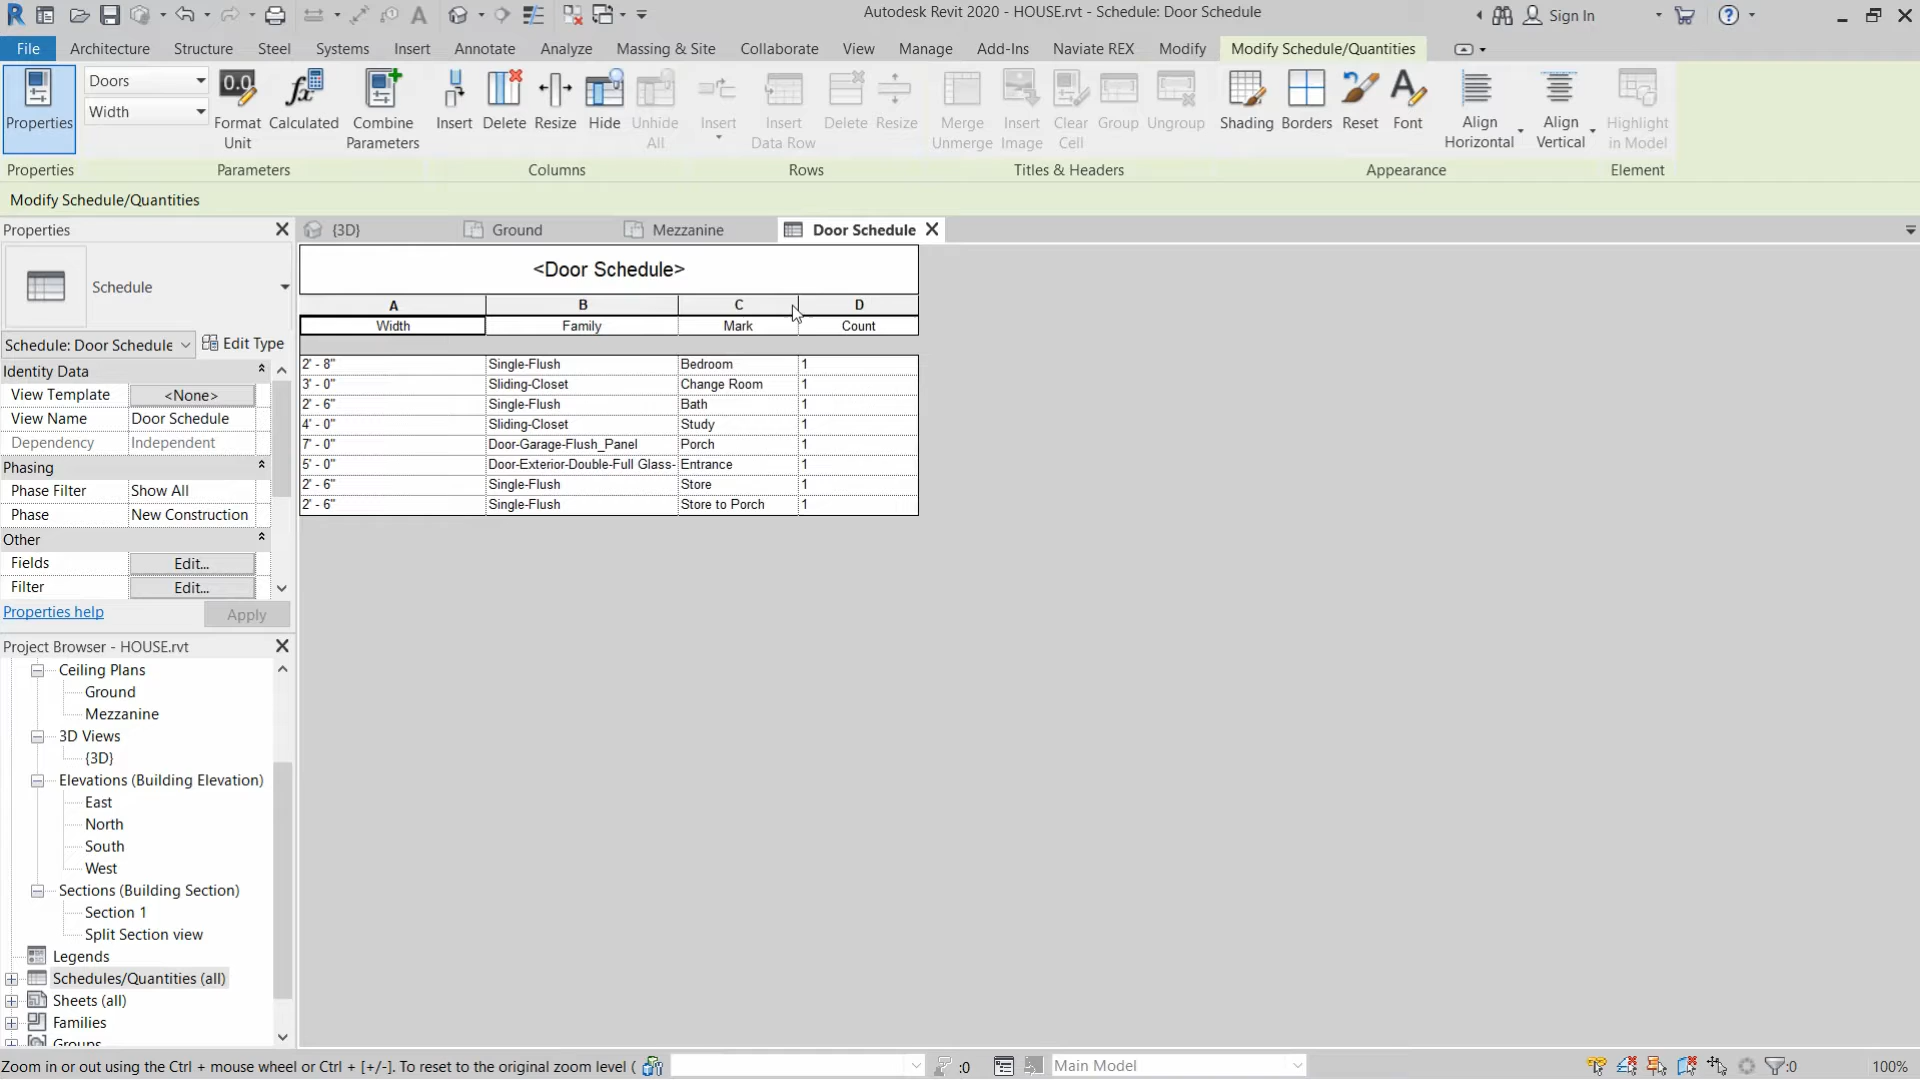 Autodesk Revit 2020 - HOUSE.rvt - Schedule: Door Schedule
Sign In
File Architecture Structure Steel Systems Insert Annotate Analyze Massing & Site Collaborate View Manage Add-Ins Naviate REX Modify Modify Schedule/Quantities
Properties
Doors
Width
Format Unit
Calculated
Combine Parameters
Insert
Delete
Resize
Hide
Unhide All
Insert
Insert Data Row
Delete
Resize
Merge Unmerge
Insert Image
Clear Cell
Group
Ungroup
Shading
Borders
Reset
Font
Align Horizontal
Align Vertical
Highlight in Model
Properties Parameters Columns Rows Titles & Headers Appearance Element
Modify Schedule/Quantities
Properties
{3D} Ground Mezzanine Door Schedule
Schedule
Schedule: Door Schedule Edit Type
Identity Data
View Template <None>
View Name Door Schedule
Dependency Independent
Phasing
Phase Filter Show All
Phase New Construction
Other
Fields Edit...
Filter Edit...
Properties help Apply
<Door Schedule>
A B C D
Width Family Mark Count
2' - 8" Single-Flush Bedroom 1
3' - 0" Sliding-Closet Change Room 1
2' - 6" Single-Flush Bath 1
4' - 0" Sliding-Closet Study 1
7' - 0" Door-Garage-Flush_Panel Porch 1
5' - 0" Door-Exterior-Double-Full Glass- Entrance 1
2' - 6" Single-Flush Store 1
2' - 6" Single-Flush Store to Porch 1
Project Browser - HOUSE.rvt
Ceiling Plans
Ground
Mezzanine
3D Views
{3D}
Elevations (Building Elevation)
East
North
South
West
Sections (Building Section)
Section 1
Split Section view
Legends
Schedules/Quantities (all)
Sheets (all)
Families
Groups
Zoom in or out using the Ctrl + mouse wheel or Ctrl + [+/-]. To reset to the original zoom level (
:0
Main Model
:0
100%